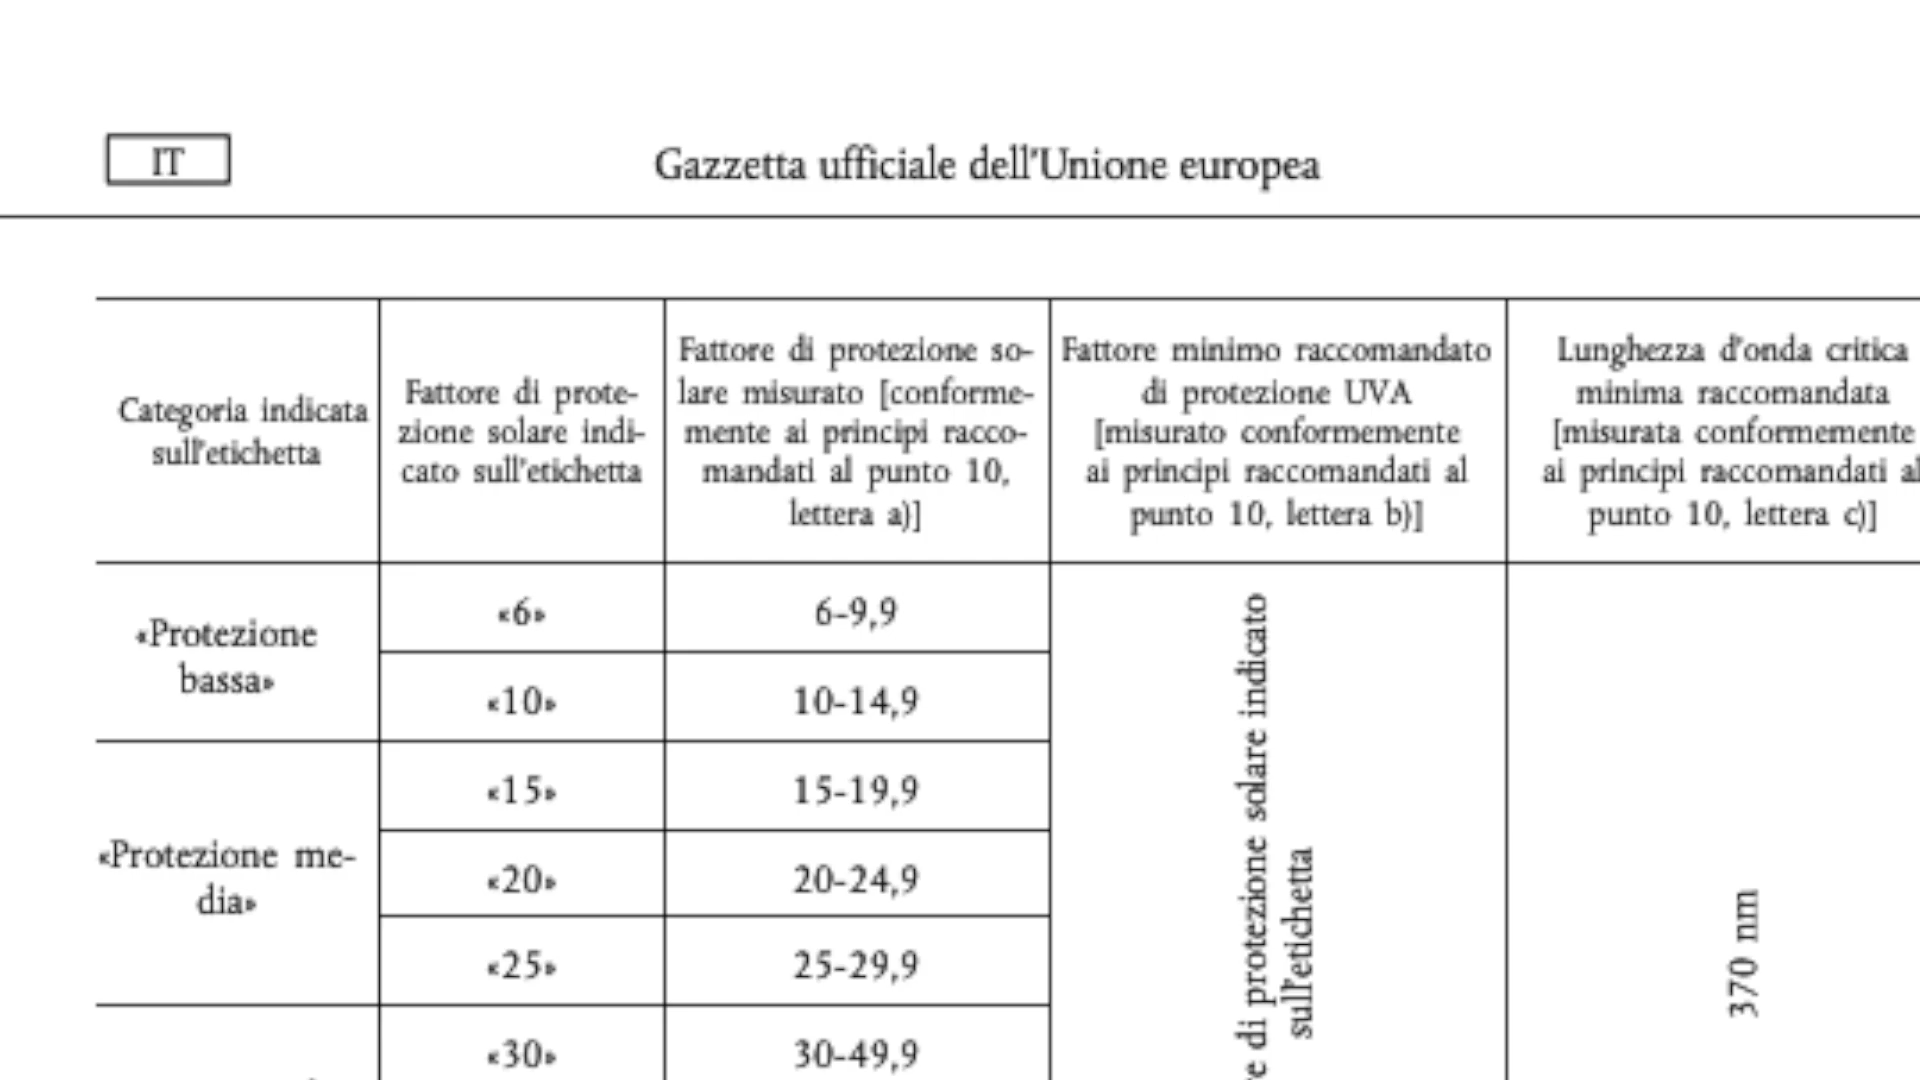 IT
Gazzetta ufficiale dell'Unione europea
Categoria indicata
sull'etichetta
Fattore di prote-
zione solare indi-
cato sull'etichetta
Fattore di protezione so-
lare misurato [conforme-
mente ai principi racco-
mandati al punto 10,
lettera a)]
Fattore minimo raccomandato
di protezione UVA
[misurato conformemente
ai principi raccomandati al
punto 10, lettera b)]
Lunghezza d'onda critica
minima raccomandata
[misurata conformemente
ai principi raccomandati al
punto 10, lettera c)]
«Protezione
bassa»
«6»
6-9,9
«10»
10-14,9
«Protezione me-
dia»
«15»
15-19,9
«20»
20-24,9
«25»
25-29,9
«30»
30-49,9
di protezione solare indicato
sull'etichetta
370 nm